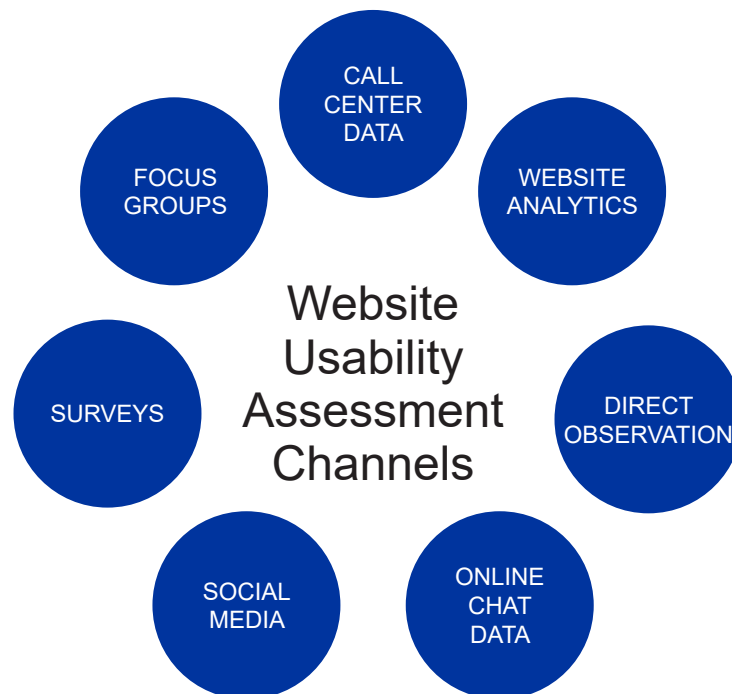 CALL
CENTER
DATA
FOCUS
GROUPS
WEBSITE
ANALYTICS
Website
Usability
Assessment
Channels
SURVEYS
DIRECT
OBSERVATION
SOCIAL
MEDIA
ONLINE
CHAT
DATA